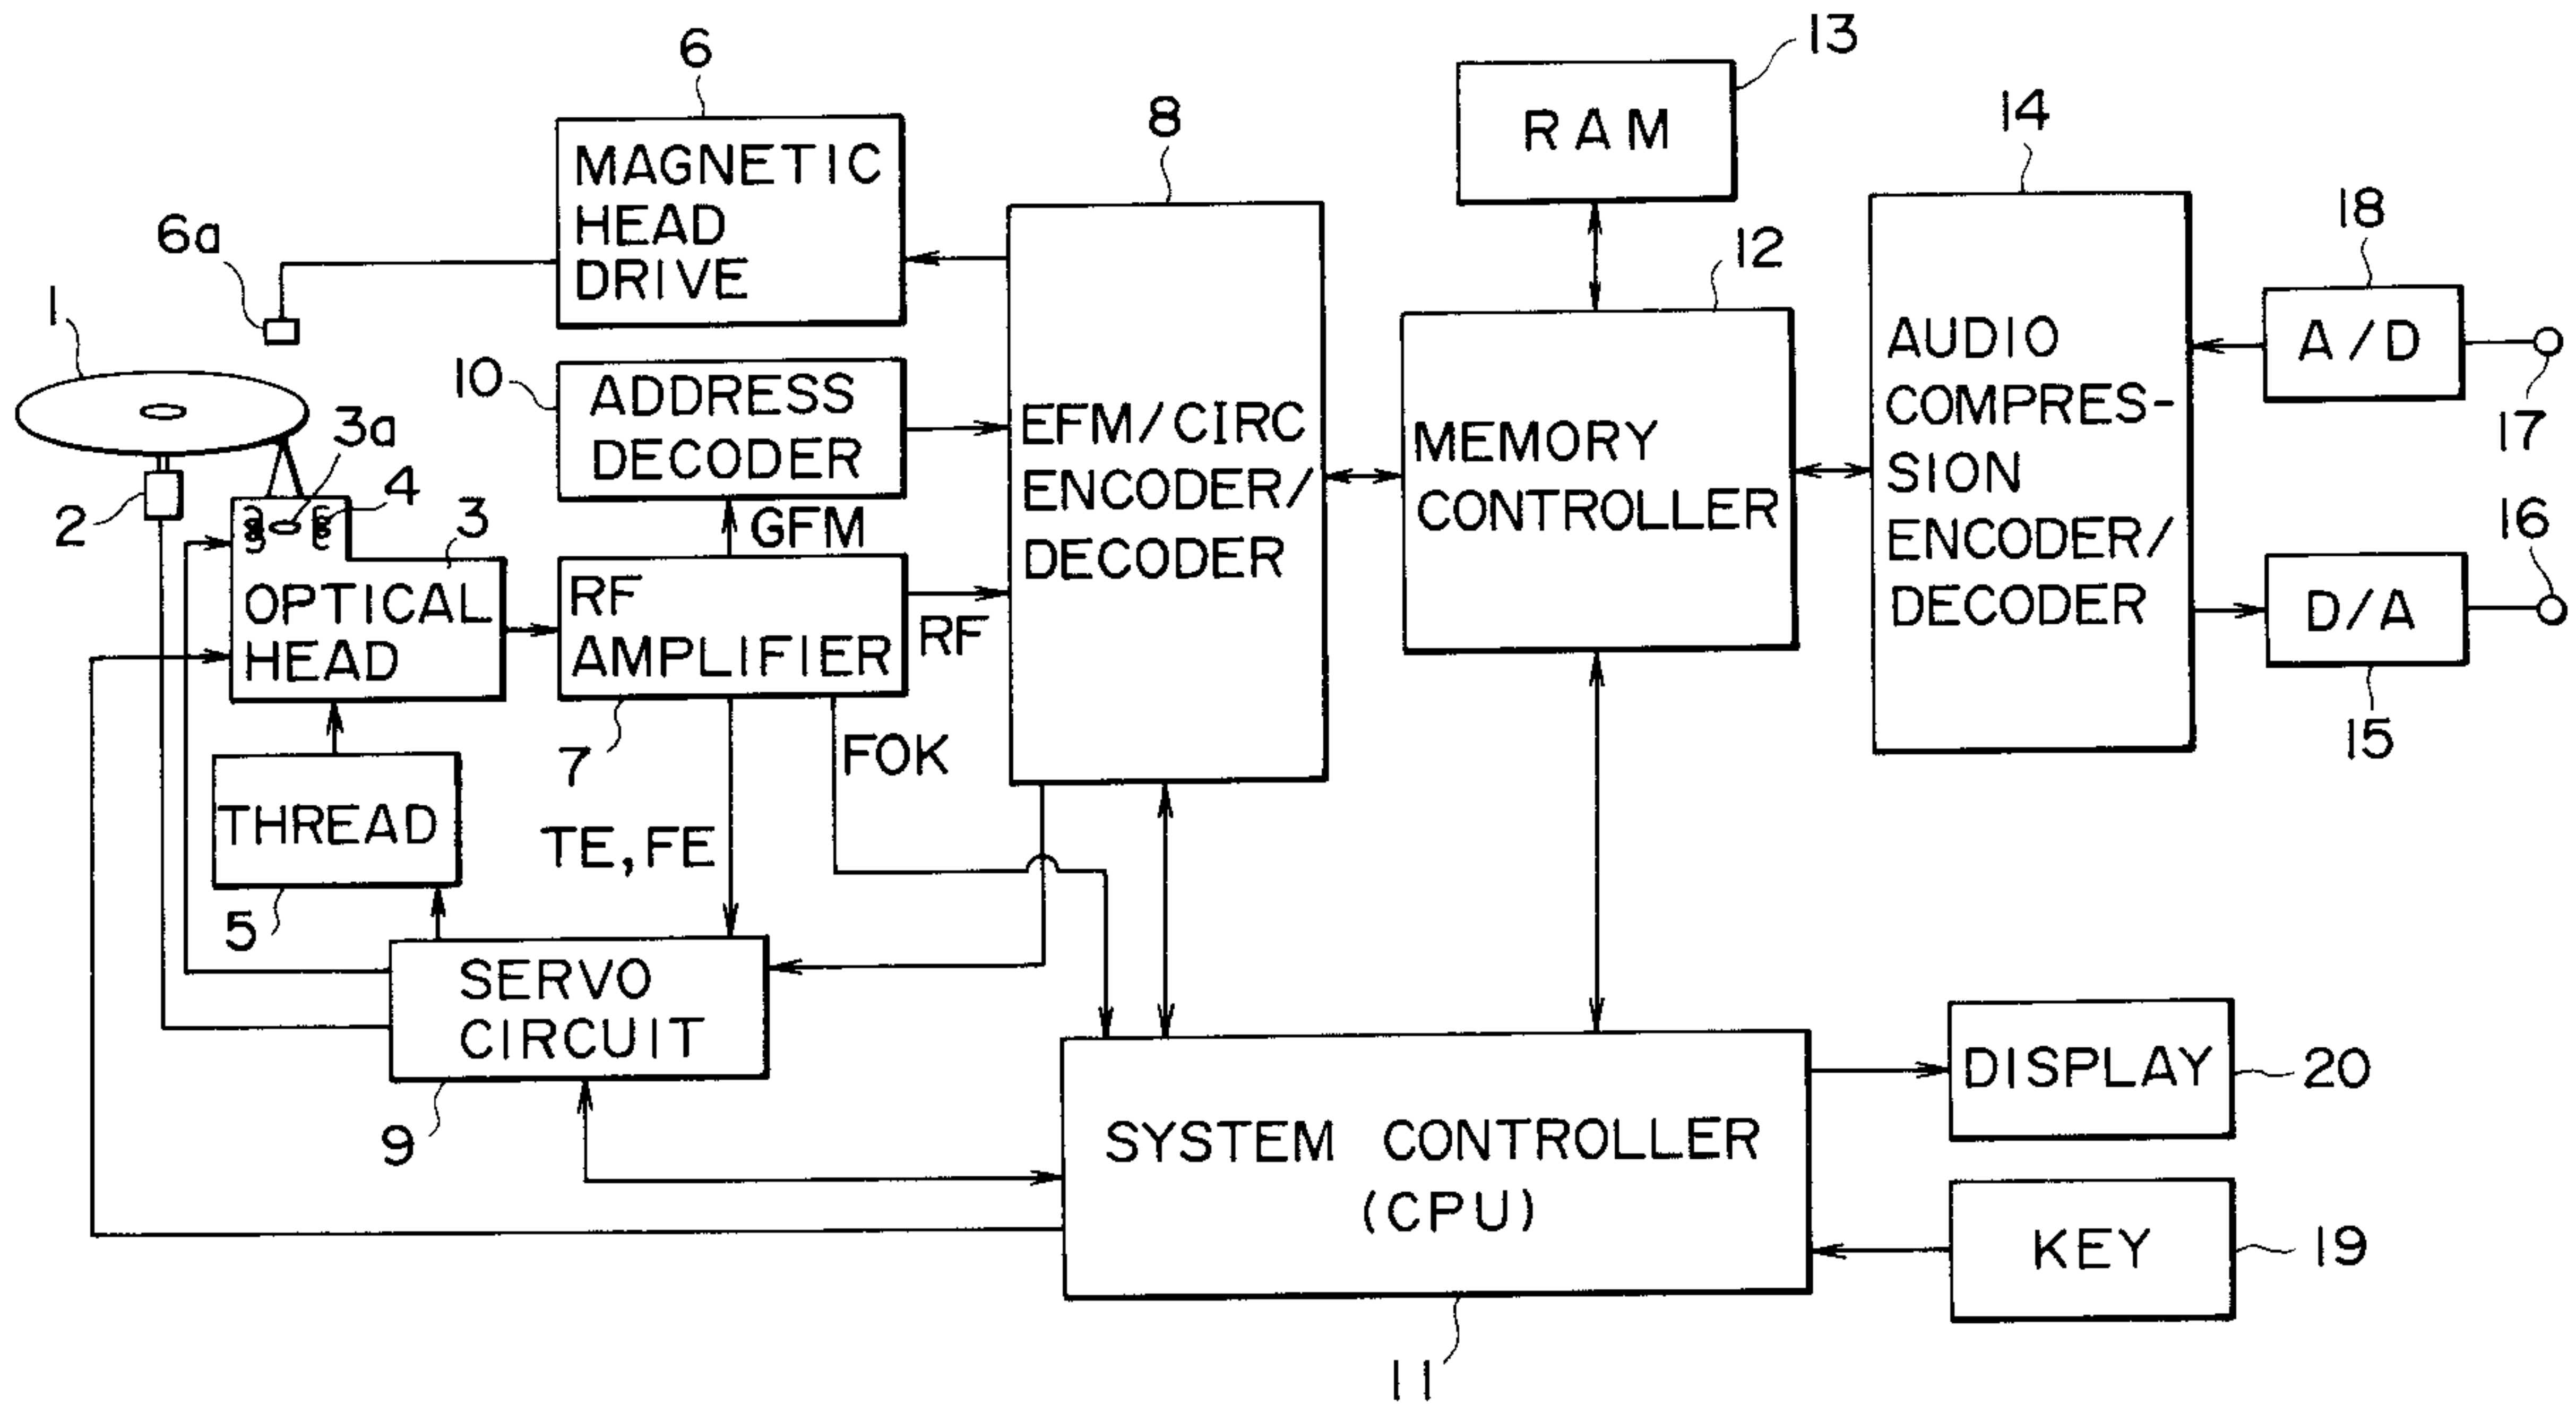 13
6
RAM
14
8
MAGNETIC
HEAD
DRIVE
18
6a
12
1
A/D
AUDIO
COMPRES-
SION
ENCODER/
DECODER
17
10
ADDRESS
DECODER
3a
EFM/CIRC
ENCODER/
DECODER
MEMORY
CONTROLLER
4
2
3
GFM
16
OPTICAL
HEAD
RF
AMPLIFIER
RF
D/A
15
7
FOK
THREAD
TE, FE
5
SERVO
CIRCUIT
DISPLAY
20
9
SYSTEM CONTROLLER
(CPU)
KEY
19
11